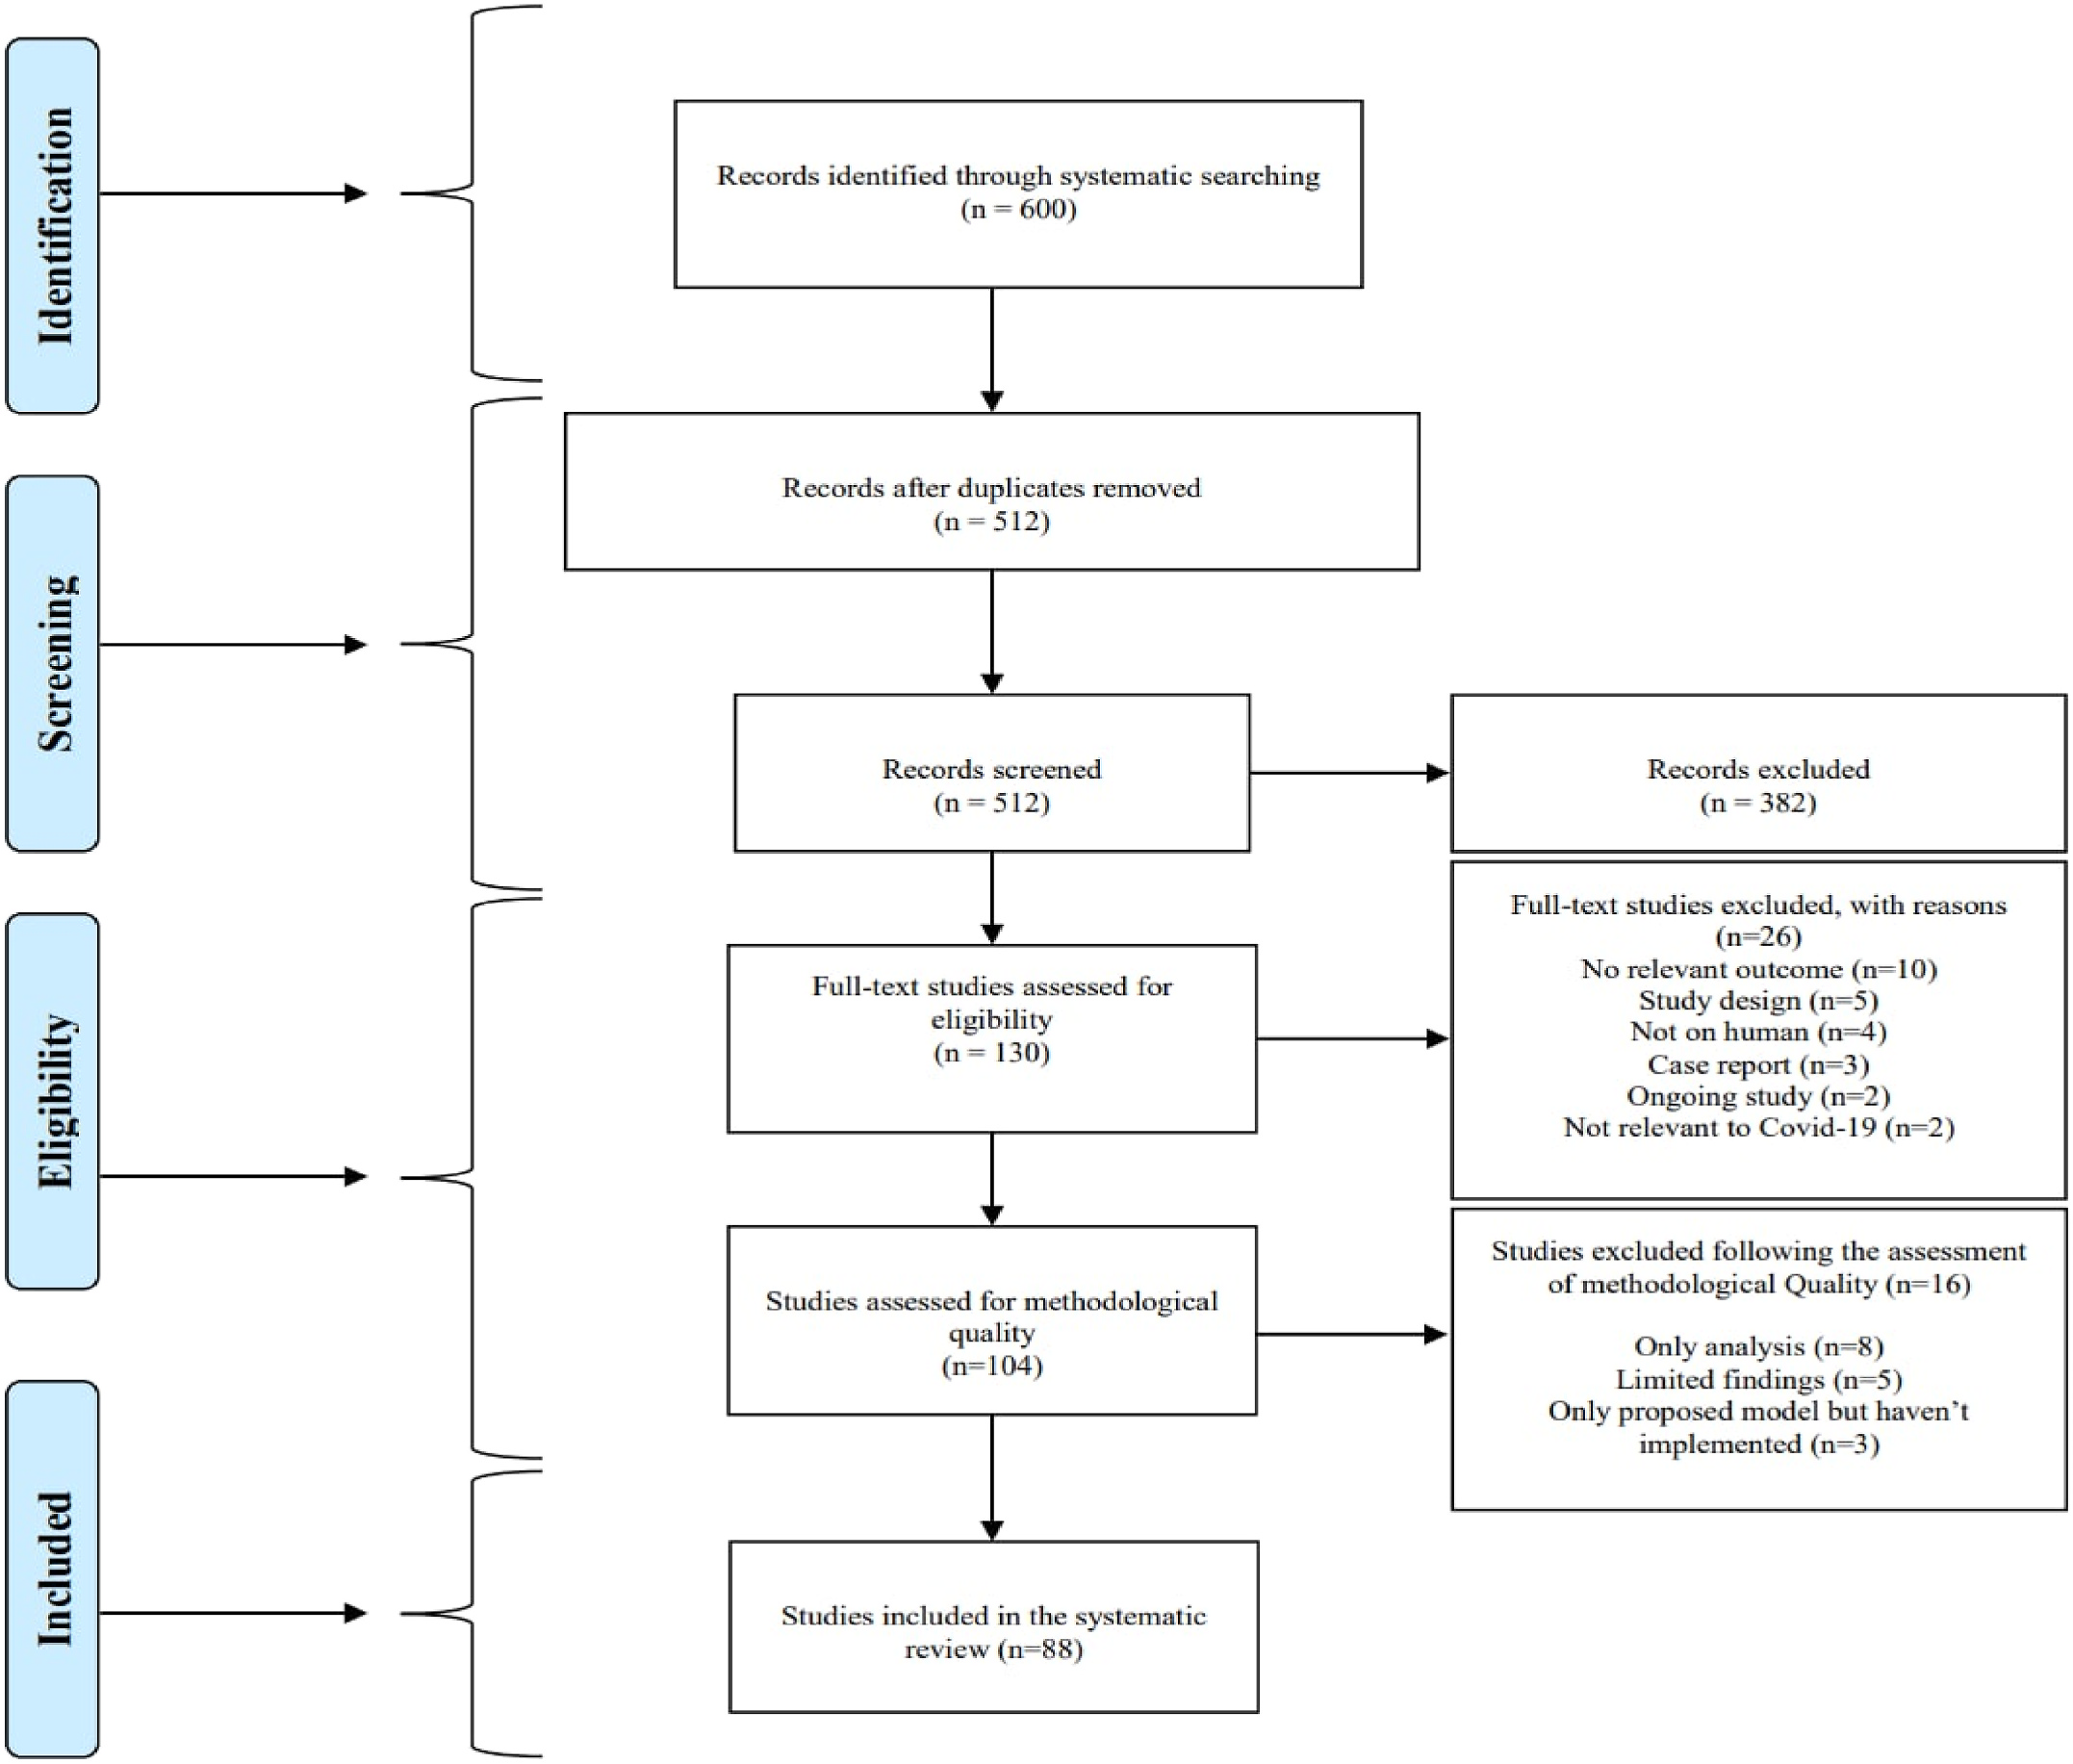 Identification
Records identified through systematic searching
(n = 600)
Screening
Records after duplicates removed
(n = 512)
Records screened
(n = 512)
Records excluded
(n = 382)
Eligibility
Full-text studies assessed for
eligibility
(n = 130)
Full-text studies excluded, with reasons
(n=26)
No relevant outcome (n=10)
Study design (n=5)
Not on human (n=4)
Case report (n=3)
Ongoing study (n=2)
Not relevant to Covid-19 (n=2)
Studies assessed for methodological
quality
(n=104)
Studies excluded following the assessment
of methodological Quality (n=16)
Only analysis (n=8)
Limited findings (n=5)
Only proposed model but haven’t
implemented (n=3)
Included
Studies included in the systematic
review (n=88)